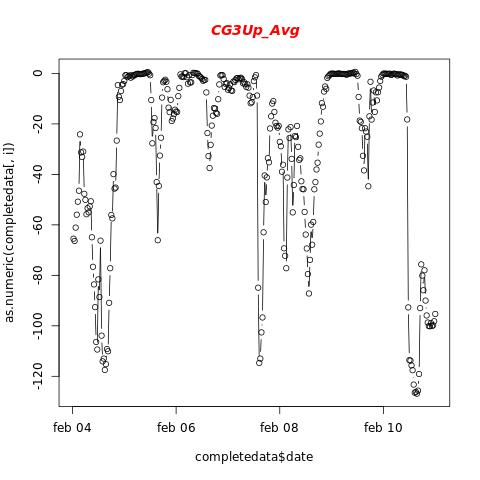 CG3Up_Avg
as.numeric(completedata[, i])
0
-20
-40
-60
-80
-100
-120
feb 04 feb 06 feb 08 feb 10
completedata$date